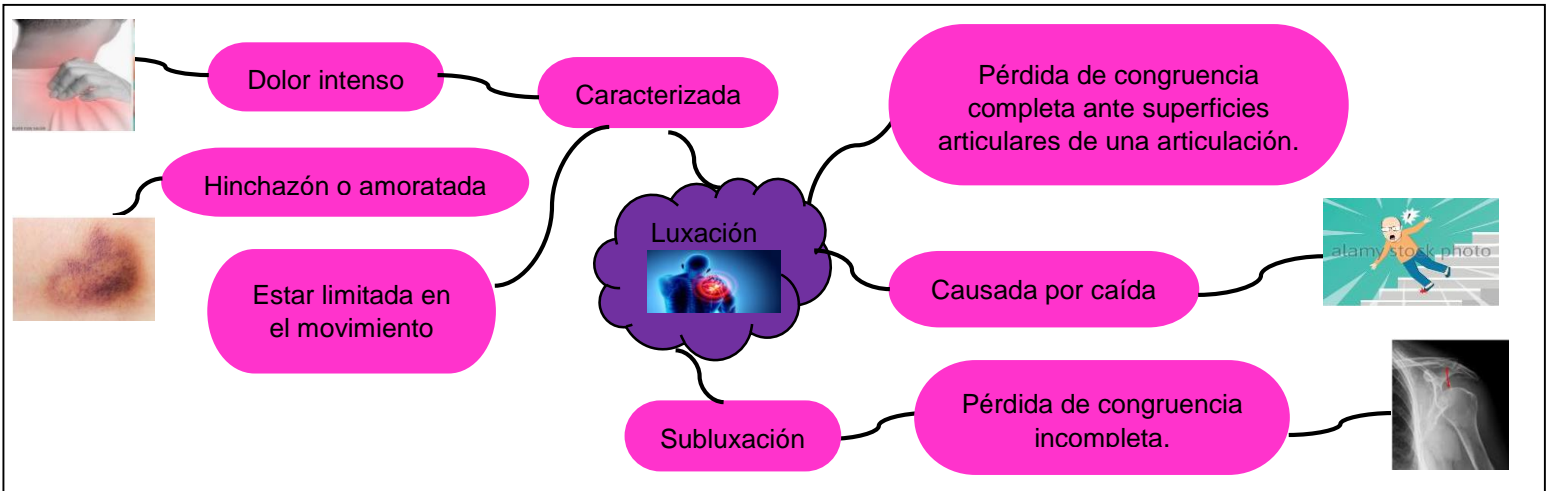 Dolor intenso
Caracterizada
Pérdida de congruencia
completa ante superficies
articulares de una articulación.
Hinchazón o amoratada
Luxación
alamy stock photo
Estar limitada en
el movimiento
Causada por caída
Subluxación
Pérdida de congruencia
incompleta.